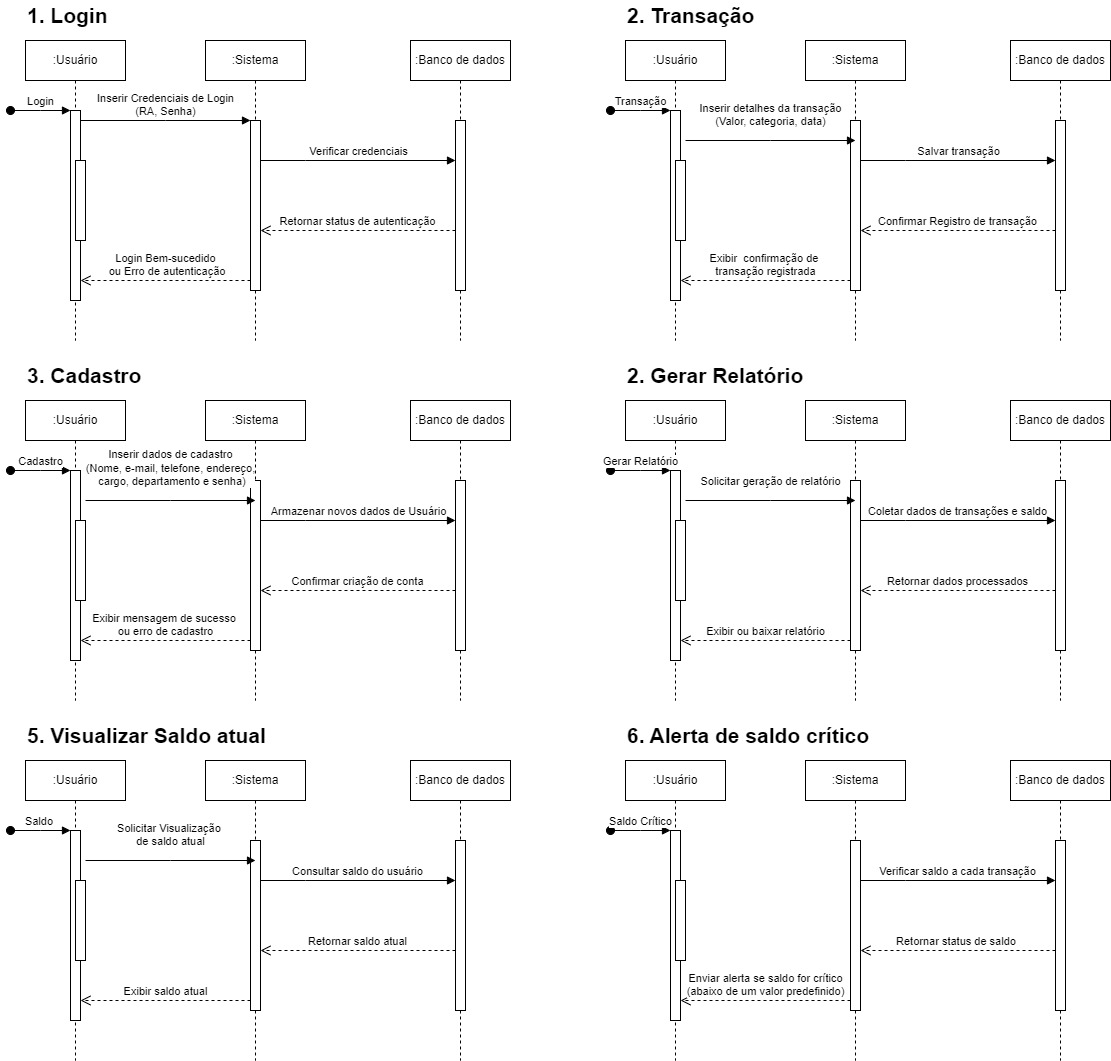 1. Login
:Usuário
:Sistema
:Banco de dados
Login
Inserir Credenciais de Login
(RA, Senha)
Verificar credenciais
Retornar status de autenticação
Login Bem-sucedido
ou Erro de autenticação
2. Transação
:Usuário
:Sistema
:Banco de dados
Transação
Inserir detalhes da transação
(Valor, categoria, data)
Salvar transação
Confirmar Registro de transação
Exibir confirmação de
transação registrada
3. Cadastro
:Usuário
:Sistema
:Banco de dados
Cadastro
Inserir dados de cadastro
(Nome, e-mail, telefone, endereço,
cargo, departamento e senha)
Armazenar novos dados de Usuário
Confirmar criação de conta
Exibir mensagem de sucesso
ou erro de cadastro
2. Gerar Relatório
:Usuário
:Sistema
:Banco de dados
Gerar Relatório
Solicitar geração de relatório
Coletar dados de transações e saldo
Retornar dados processados
Exibir ou baixar relatório
5. Visualizar Saldo atual
:Usuário
:Sistema
:Banco de dados
Saldo
Solicitar Visualização
de saldo atual
Consultar saldo do usuário
Retornar saldo atual
Exibir saldo atual
6. Alerta de saldo crítico
:Usuário
:Sistema
:Banco de dados
Saldo Crítico
Verificar saldo a cada transação
Retornar status de saldo
Enviar alerta se saldo for crítico
(abaixo de um valor predefinido)